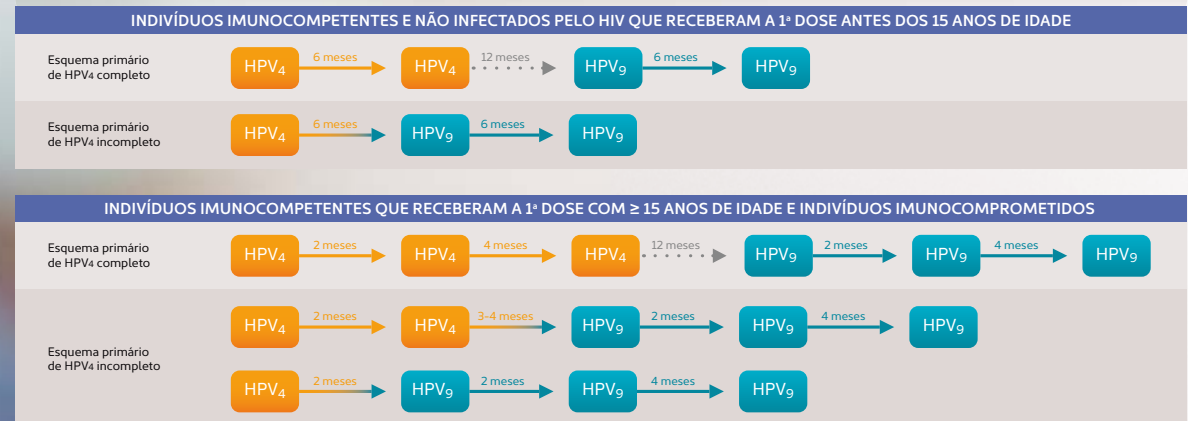 INDIVÍDUOS IMUNOCOMPETENTES E NÃO INFECTADOS PELO HIV QUE RECEBERAM A 1ª DOSE ANTES DOS 15 ANOS DE IDADE
Esquema primário
de HPV4 completo
HPV4 6 meses HPV4 12 meses HPV9 6 meses HPV9
Esquema primário
de HPV4 incompleto
HPV4 6 meses HPV9 6 meses HPV9
INDIVÍDUOS IMUNOCOMPETENTES QUE RECEBERAM A 1ª DOSE COM ≥ 15 ANOS DE IDADE E INDIVÍDUOS IMUNOCOMPROMETIDOS
Esquema primário
de HPV4 completo
HPV4 2 meses HPV4 4 meses HPV4 12 meses HPV9 2 meses HPV9 4 meses HPV9
Esquema primário
de HPV4 incompleto
HPV4 2 meses HPV4 3-4 meses HPV9 2 meses HPV9 4 meses HPV9
HPV4 2 meses HPV9 2 meses HPV9 4 meses HPV9